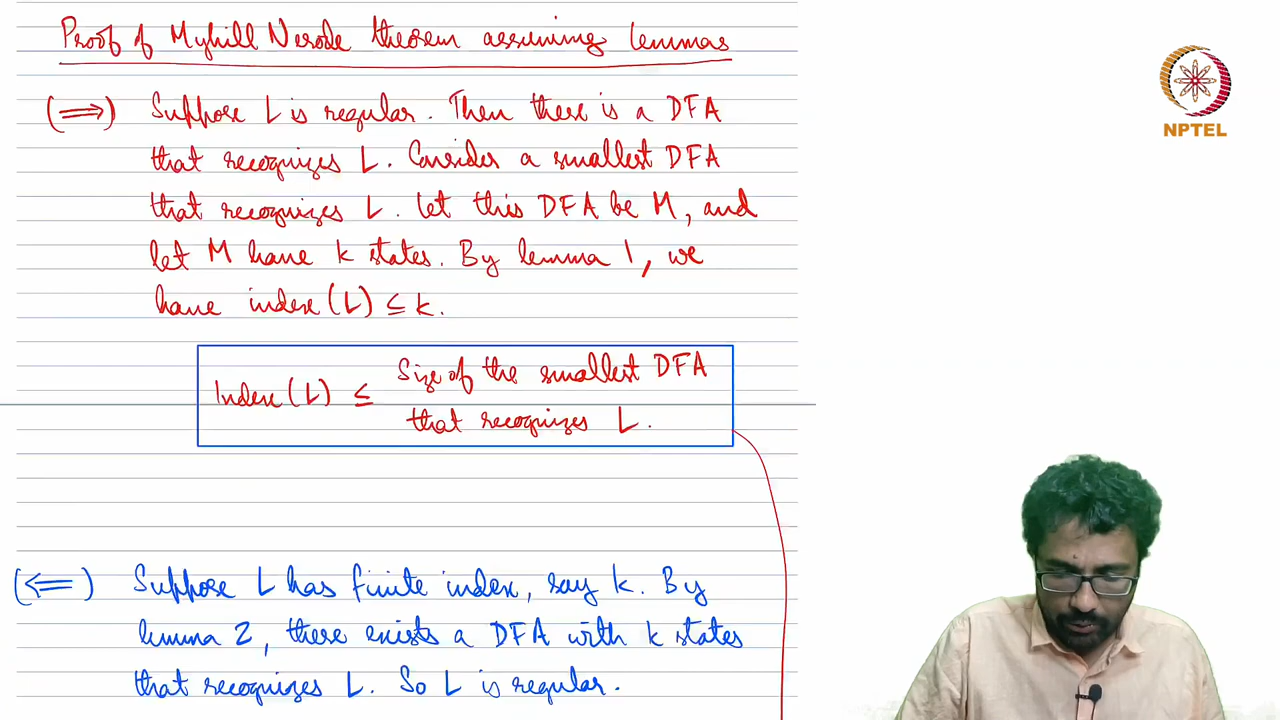 Proof of Myhill Nerode theorem assuming lemmas
(⟹) Suppose L is regular. Then there is a DFA
that recognizes L. Consider a smallest DFA
that recognizes L. Let this DFA be M, and
let M have k states. By lemma 1, we
have index (L) ≤ k.
Index (L) ≤ Size of the smallest DFA
that recognizes L.
(⟸) Suppose L has finite index, say k. By
lemma 2, there exists a DFA with k states
that recognizes L. So L is regular.
NPTEL